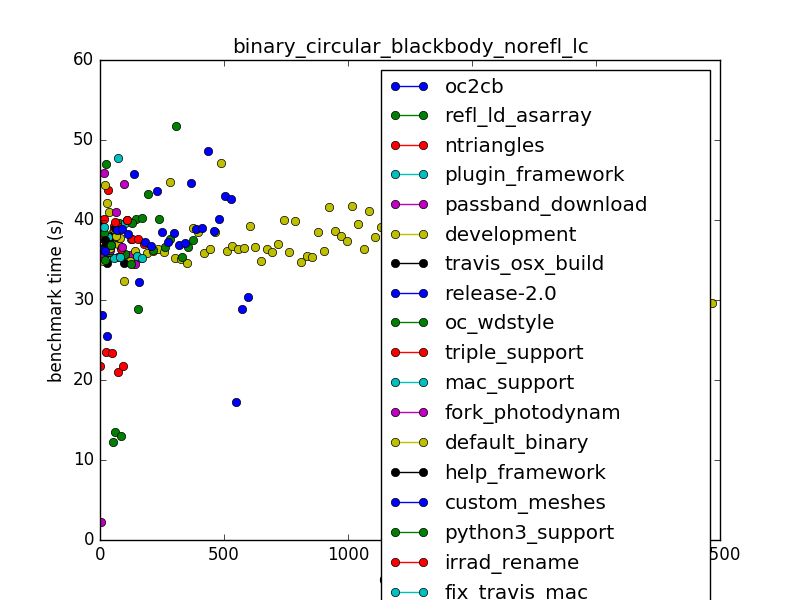 binary_circular_blackbody_norefl_lc
60
50
40
30
20
10
0
benchmark time (s)
0
500
1000
500
oc2cb
refl_ld_asarray
ntriangles
plugin_framework
passband_download
development
travis_osx_build
release-2.0
oc_wdstyle
triple_support
mac_support
fork_photodynam
default_binary
help_framework
custom_meshes
python3_support
irrad_rename
fix_travis_mac